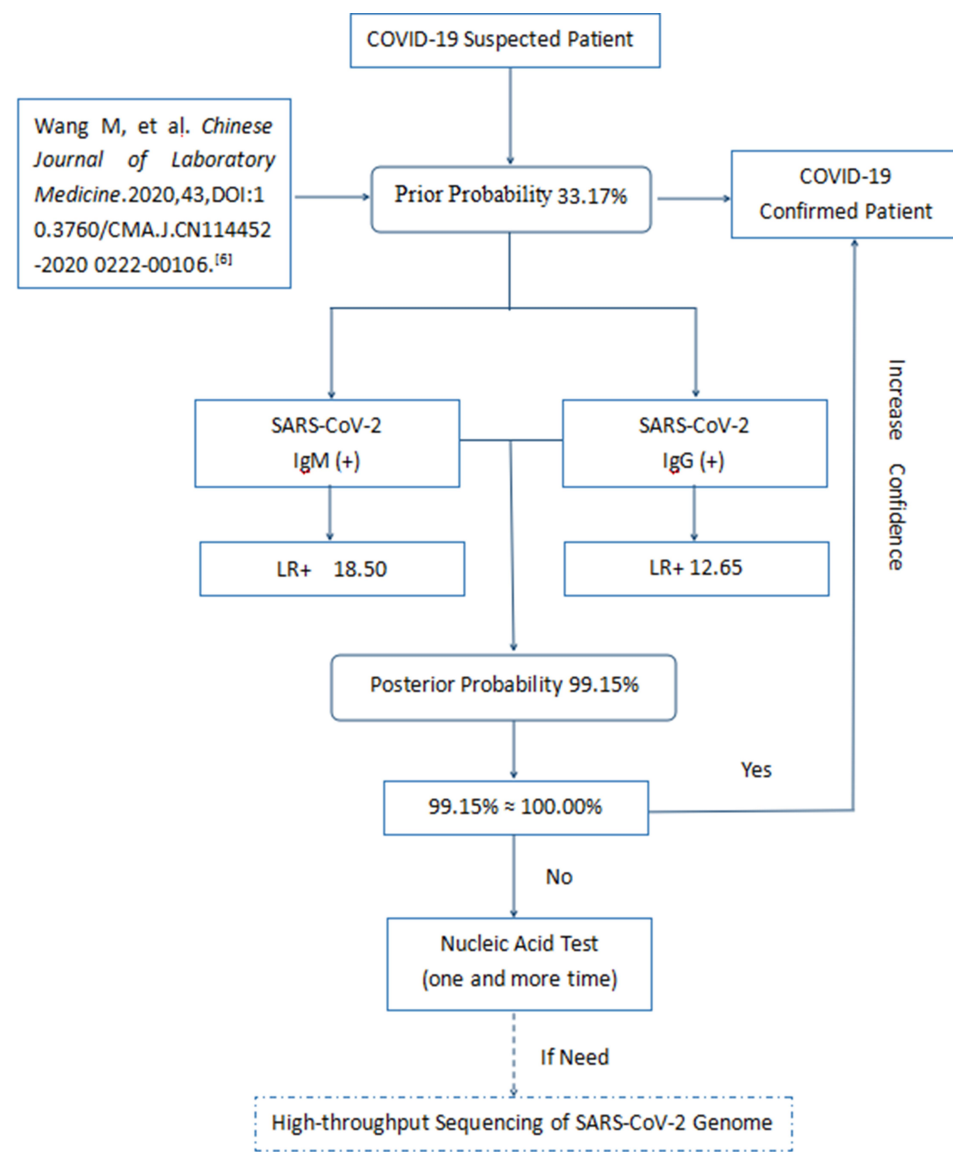 COVID-19 Suspected Patient
Wang M, et al. Chinese
Journal of Laboratory
Medicine.2020,43,DOI:1
0.3760/CMA.J.CN114452
-2020 0222-00106.[6]
Prior Probability 33.17%
COVID-19
Confirmed Patient
Increase Confidence
SARS-CoV-2
IgM (+)
SARS-CoV-2
IgG (+)
LR+ 18.50
LR+ 12.65
Posterior Probability 99.15%
Yes
99.15% ≈ 100.00%
No
Nucleic Acid Test
(one and more time)
If Need
High-throughput Sequencing of SARS-CoV-2 Genome